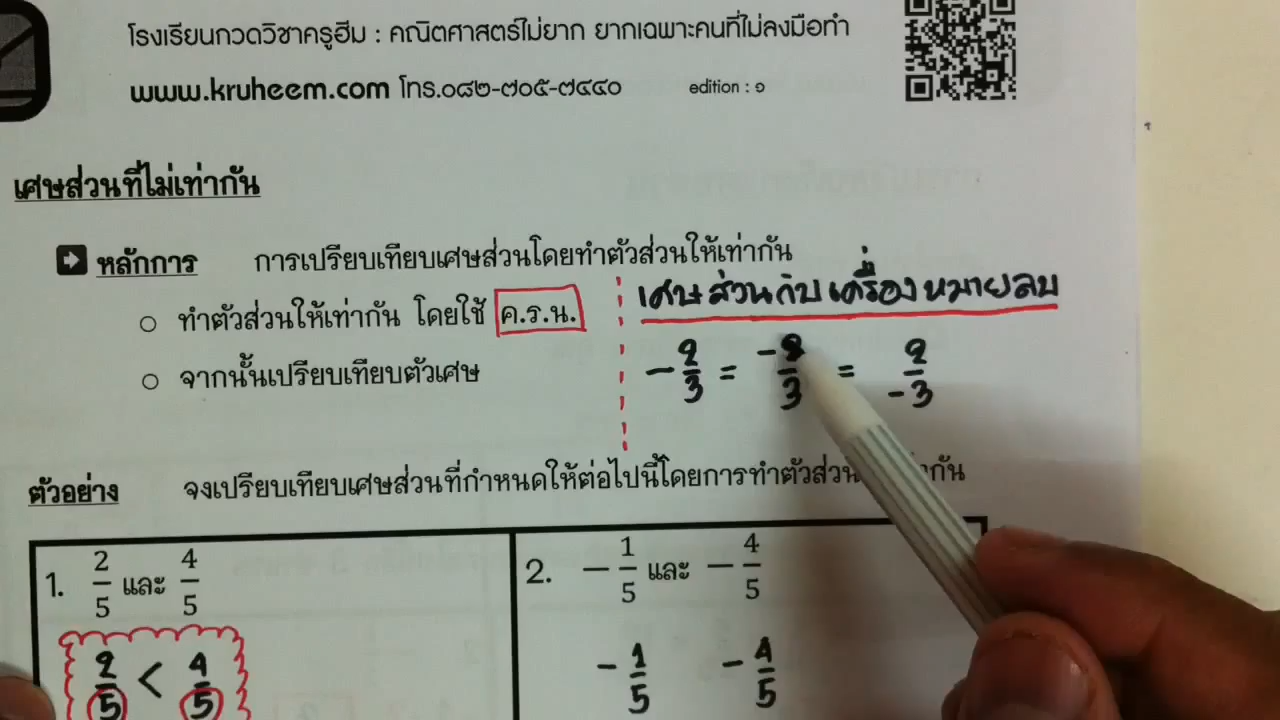 โรงเรียนกวดวิชาครูฮีม : คณิตศาสตร์ไม่ยาก ยากเฉพาะคนที่ไม่ลงมือทำ
www.kruheem.com โทร.๐๘๒-๗๐๕-๗๔๔๐ edition : ๑
เศษส่วนที่ไม่เท่ากัน
หลักการ การเปรียบเทียบเศษส่วนโดยทำตัวส่วนให้เท่ากัน
○ ทำตัวส่วนให้เท่ากัน โดยใช้ ค.ร.น.
○ จากนั้นเปรียบเทียบตัวเศษ
เศษส่วนกับเครื่องหมายลบ
-2/3 = -2/3 = 2/-3
ตัวอย่าง จงเปรียบเทียบเศษส่วนที่กำหนดให้ต่อไปนี้โดยการทำตัวส่วน
1. 2/5 และ 4/5
2/5 < 4/5
2. -1/5 และ -4/5
-1/5 -4/5